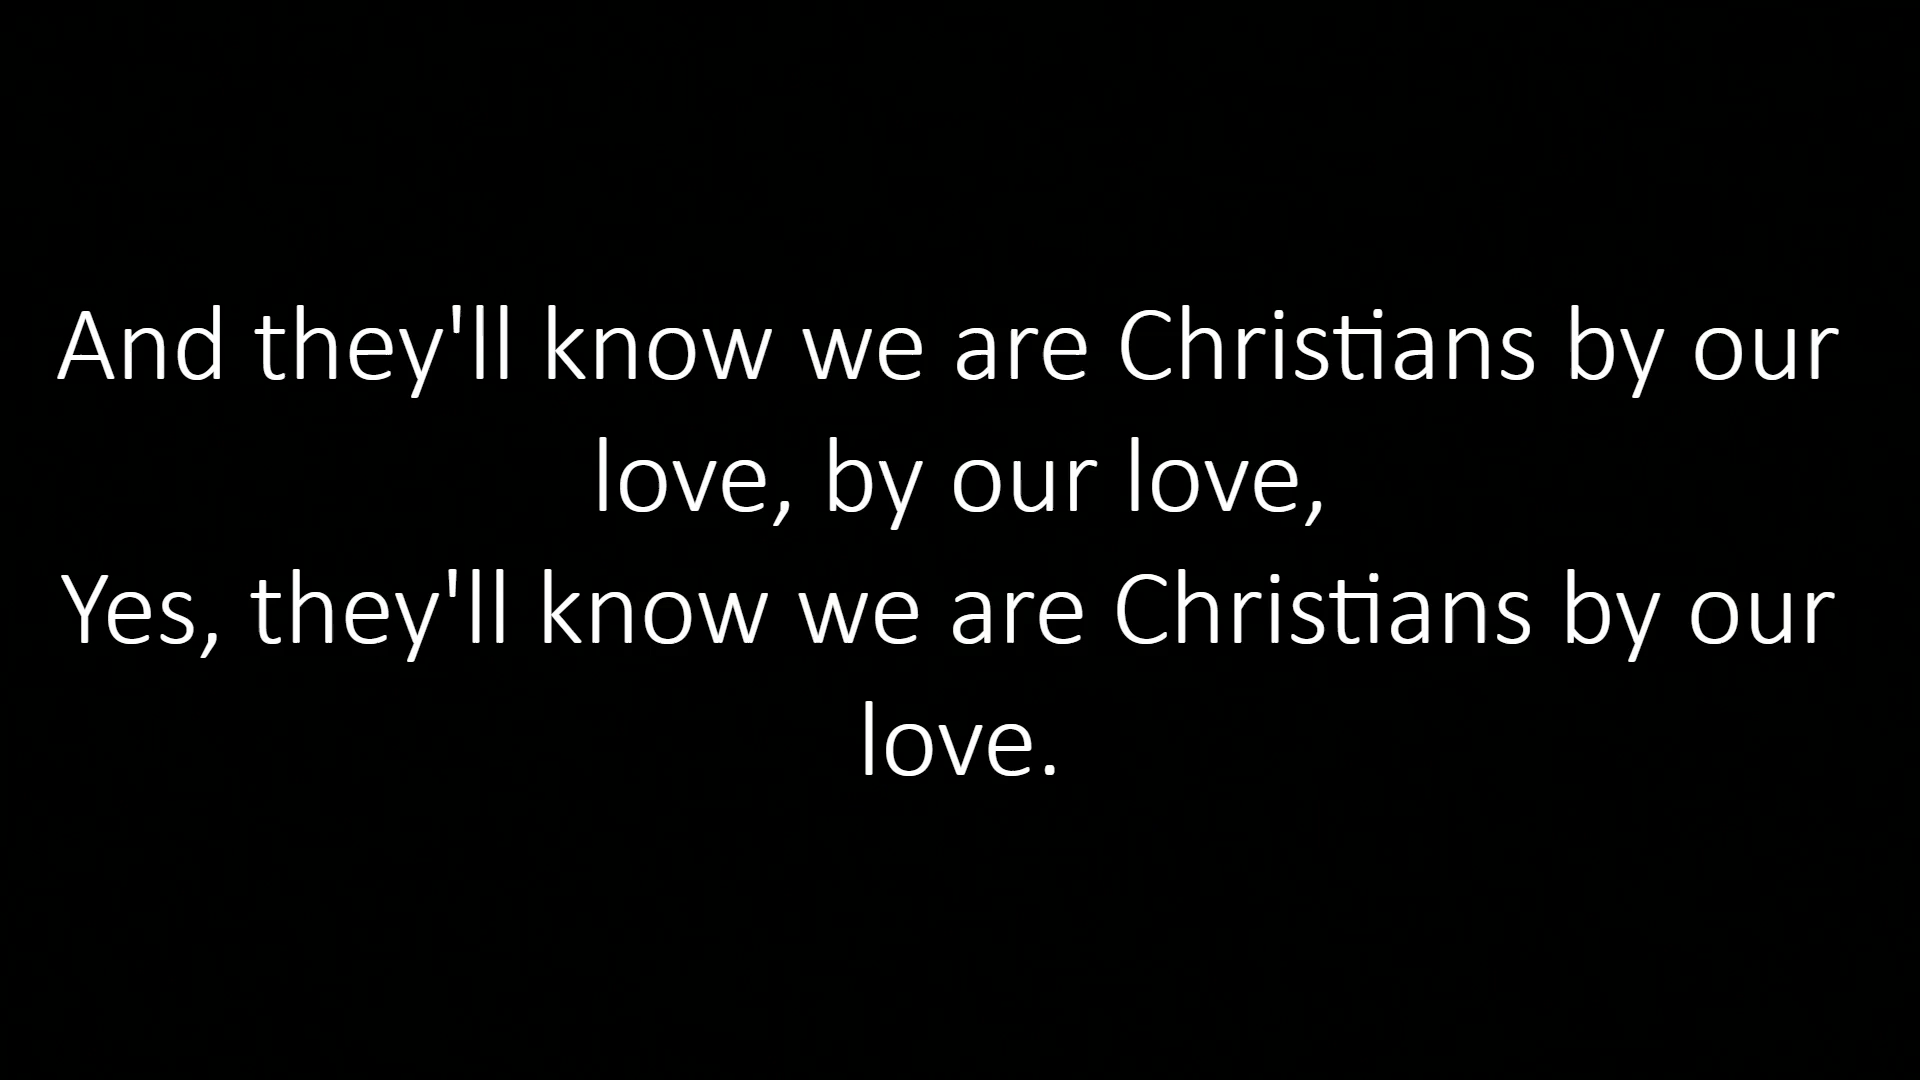 And they'll know we are Christians by our
love, by our love,
Yes, they'll know we are Christians by our
love.